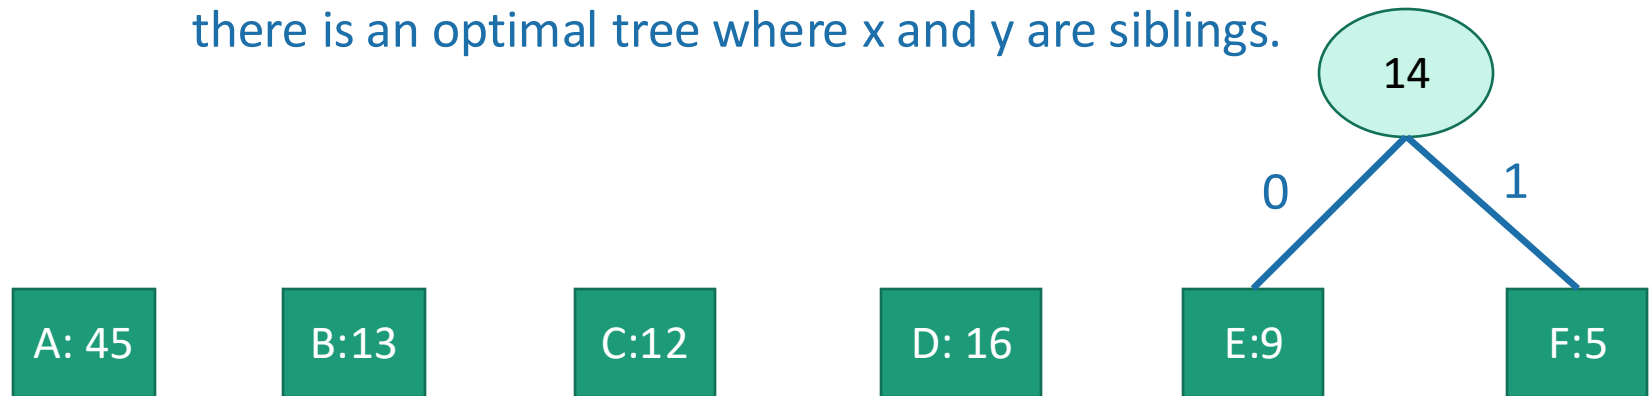 there is an optimal tree where x and y are siblings.
14
0
1
A: 45
B:13
C:12
D: 16
E:9
F:5